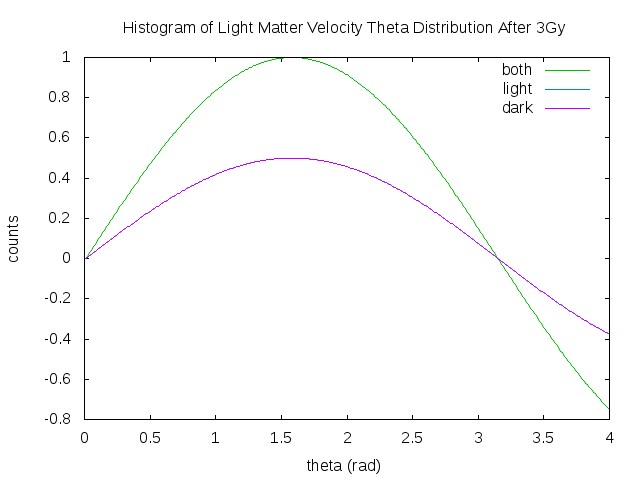 Histogram of Light Matter Velocity Theta Distribution After 3Gy
1
both
light
dark
0.8
0.6
0.4
0.2
0
-0.2
-0.4
-0.6
-0.8
counts
0 0.5 1 1.5 2 2.5 3 3.5 4
theta (rad)